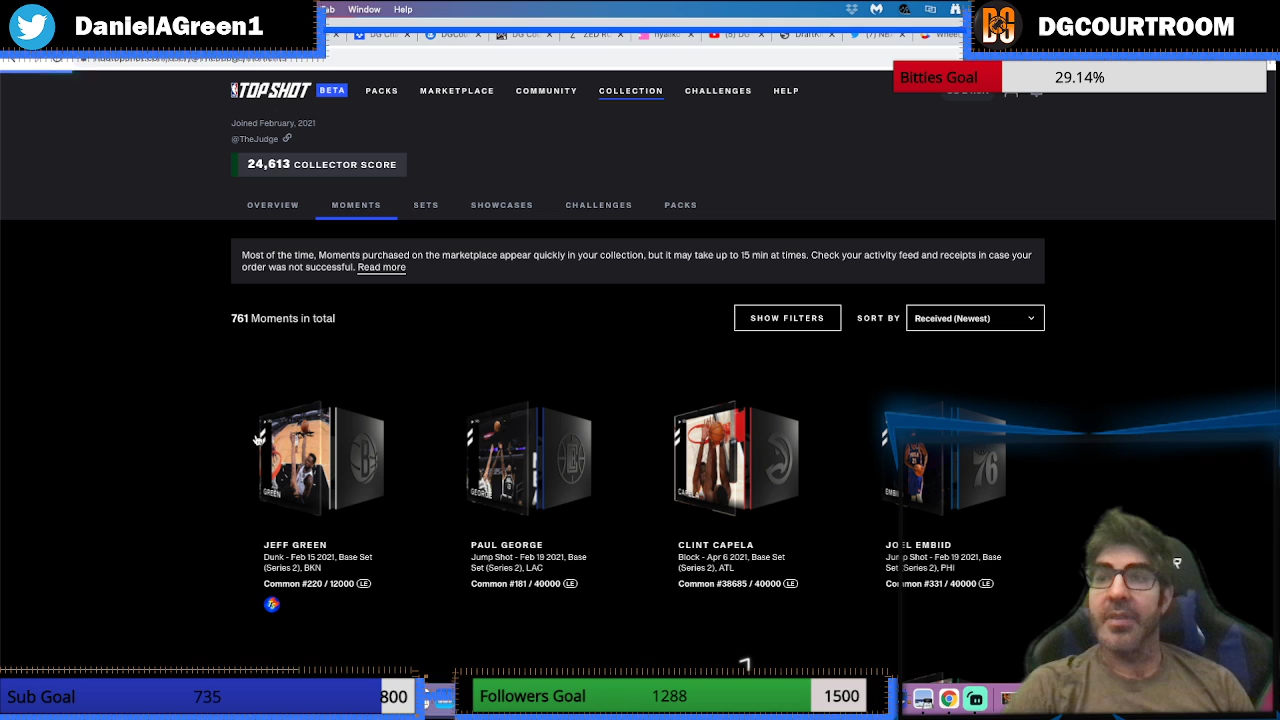 DanielAGreen1
ab Window Help
DGCOURTROOM
Bitties Goal 29.14%
TOP SHOT BETA PACKS MARKETPLACE COMMUNITY COLLECTION CHALLENGES HELP
Joined February, 2021
@TheJudge
24,613 COLLECTOR SCORE
OVERVIEW MOMENTS SETS SHOWCASES CHALLENGES PACKS
Most of the time, Moments purchased on the marketplace appear quickly in your collection, but it may take up to 15 min at times. Check your activity feed and receipts in case your
order was not successful. Read more
761 Moments in total
SHOW FILTERS SORT BY Received (Newest)
GREEN GEORGE CAPELA EMBII 76
JEFF GREEN
Dunk - Feb 15 2021, Base Set
(Series 2), BKN
Common #220 / 12000 LE
PAUL GEORGE
Jump Shot - Feb 19 2021, Base
Set (Series 2), LAC
Common #181 / 40000 LE
CLINT CAPELA
Block - Apr 6 2021, Base Set
(Series 2), ATL
Common #38685 / 40000 LE
JOEL EMBIID
Jump Shot - Feb 19 2021, Base
Set (Series 2), PHI
Common #331 / 40000 LE
Sub Goal 735 800
Followers Goal 1288 1500